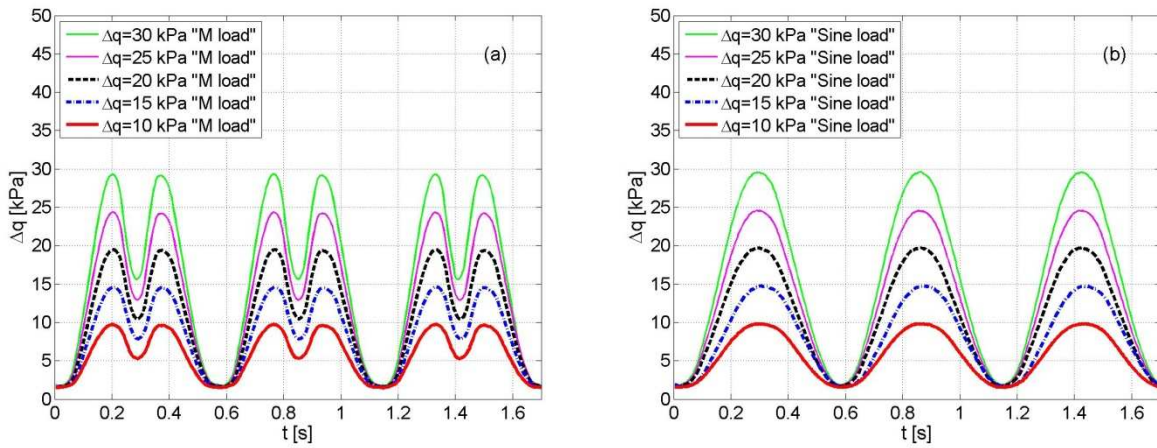 50
45
40
35
30
25
20
15
10
5
0
Δq [kPa]
Δq=30 kPa "M load"
Δq=25 kPa "M load"
Δq=20 kPa "M load"
Δq=15 kPa "M load"
Δq=10 kPa "M load"
(a)
0 0.2 0.4 0.6 0.8 1 1.2 1.4 1.6
t [s]
50
45
40
35
30
25
20
15
10
5
0
Δq [kPa]
Δq=30 kPa "Sine load"
Δq=25 kPa "Sine load"
Δq=20 kPa "Sine load"
Δq=15 kPa "Sine load"
Δq=10 kPa "Sine load"
(b)
0 0.2 0.4 0.6 0.8 1 1.2 1.4 1.6
t [s]